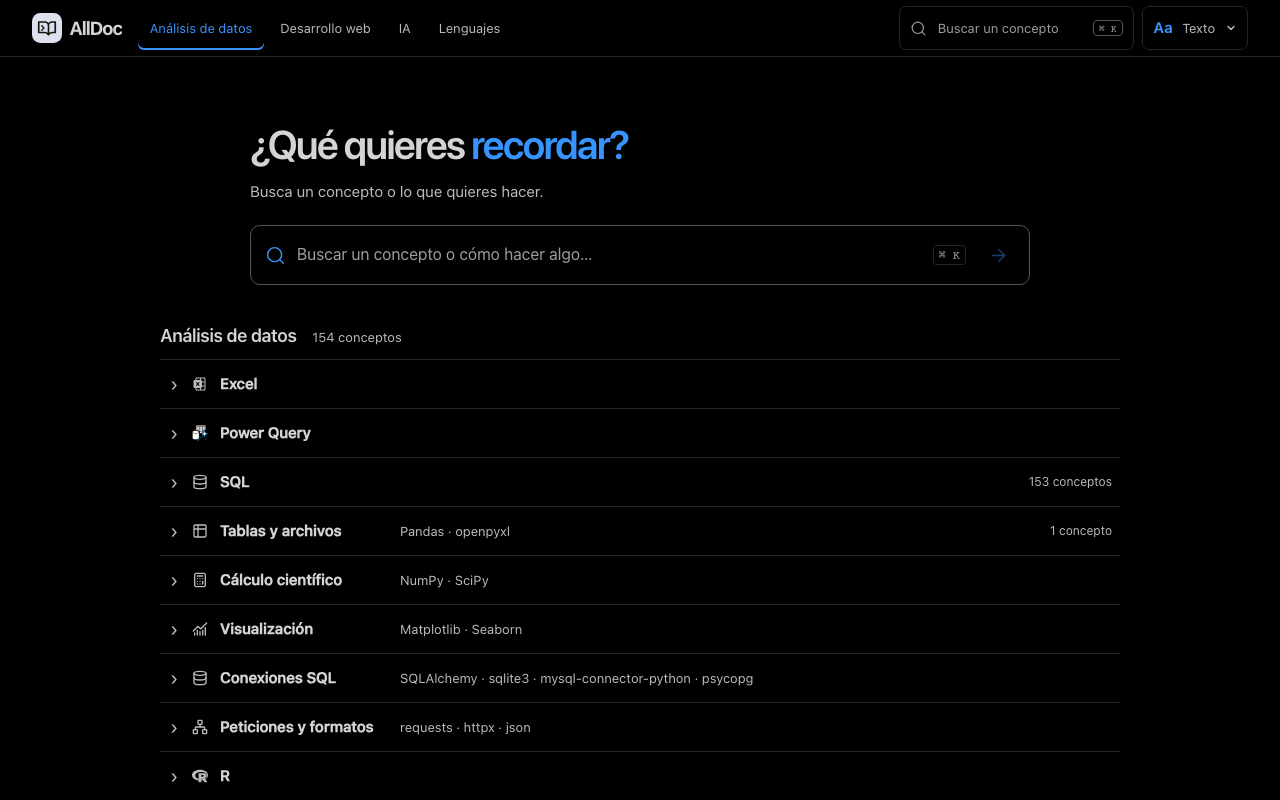 AllDoc
Análisis de datos
Desarrollo web
IA
Lenguajes
Buscar un concepto
⌘ K
Aa Texto
¿Qué quieres recordar?
Busca un concepto o lo que quieres hacer.
Buscar un concepto o cómo hacer algo...
⌘ K
Análisis de datos 154 conceptos
Excel
Power Query
SQL 153 conceptos
Tablas y archivos Pandas · openpyxl 1 concepto
Cálculo científico NumPy · SciPy
Visualización Matplotlib · Seaborn
Conexiones SQL SQLAlchemy · sqlite3 · mysql-connector-python · psycopg
Peticiones y formatos requests · httpx · json
R